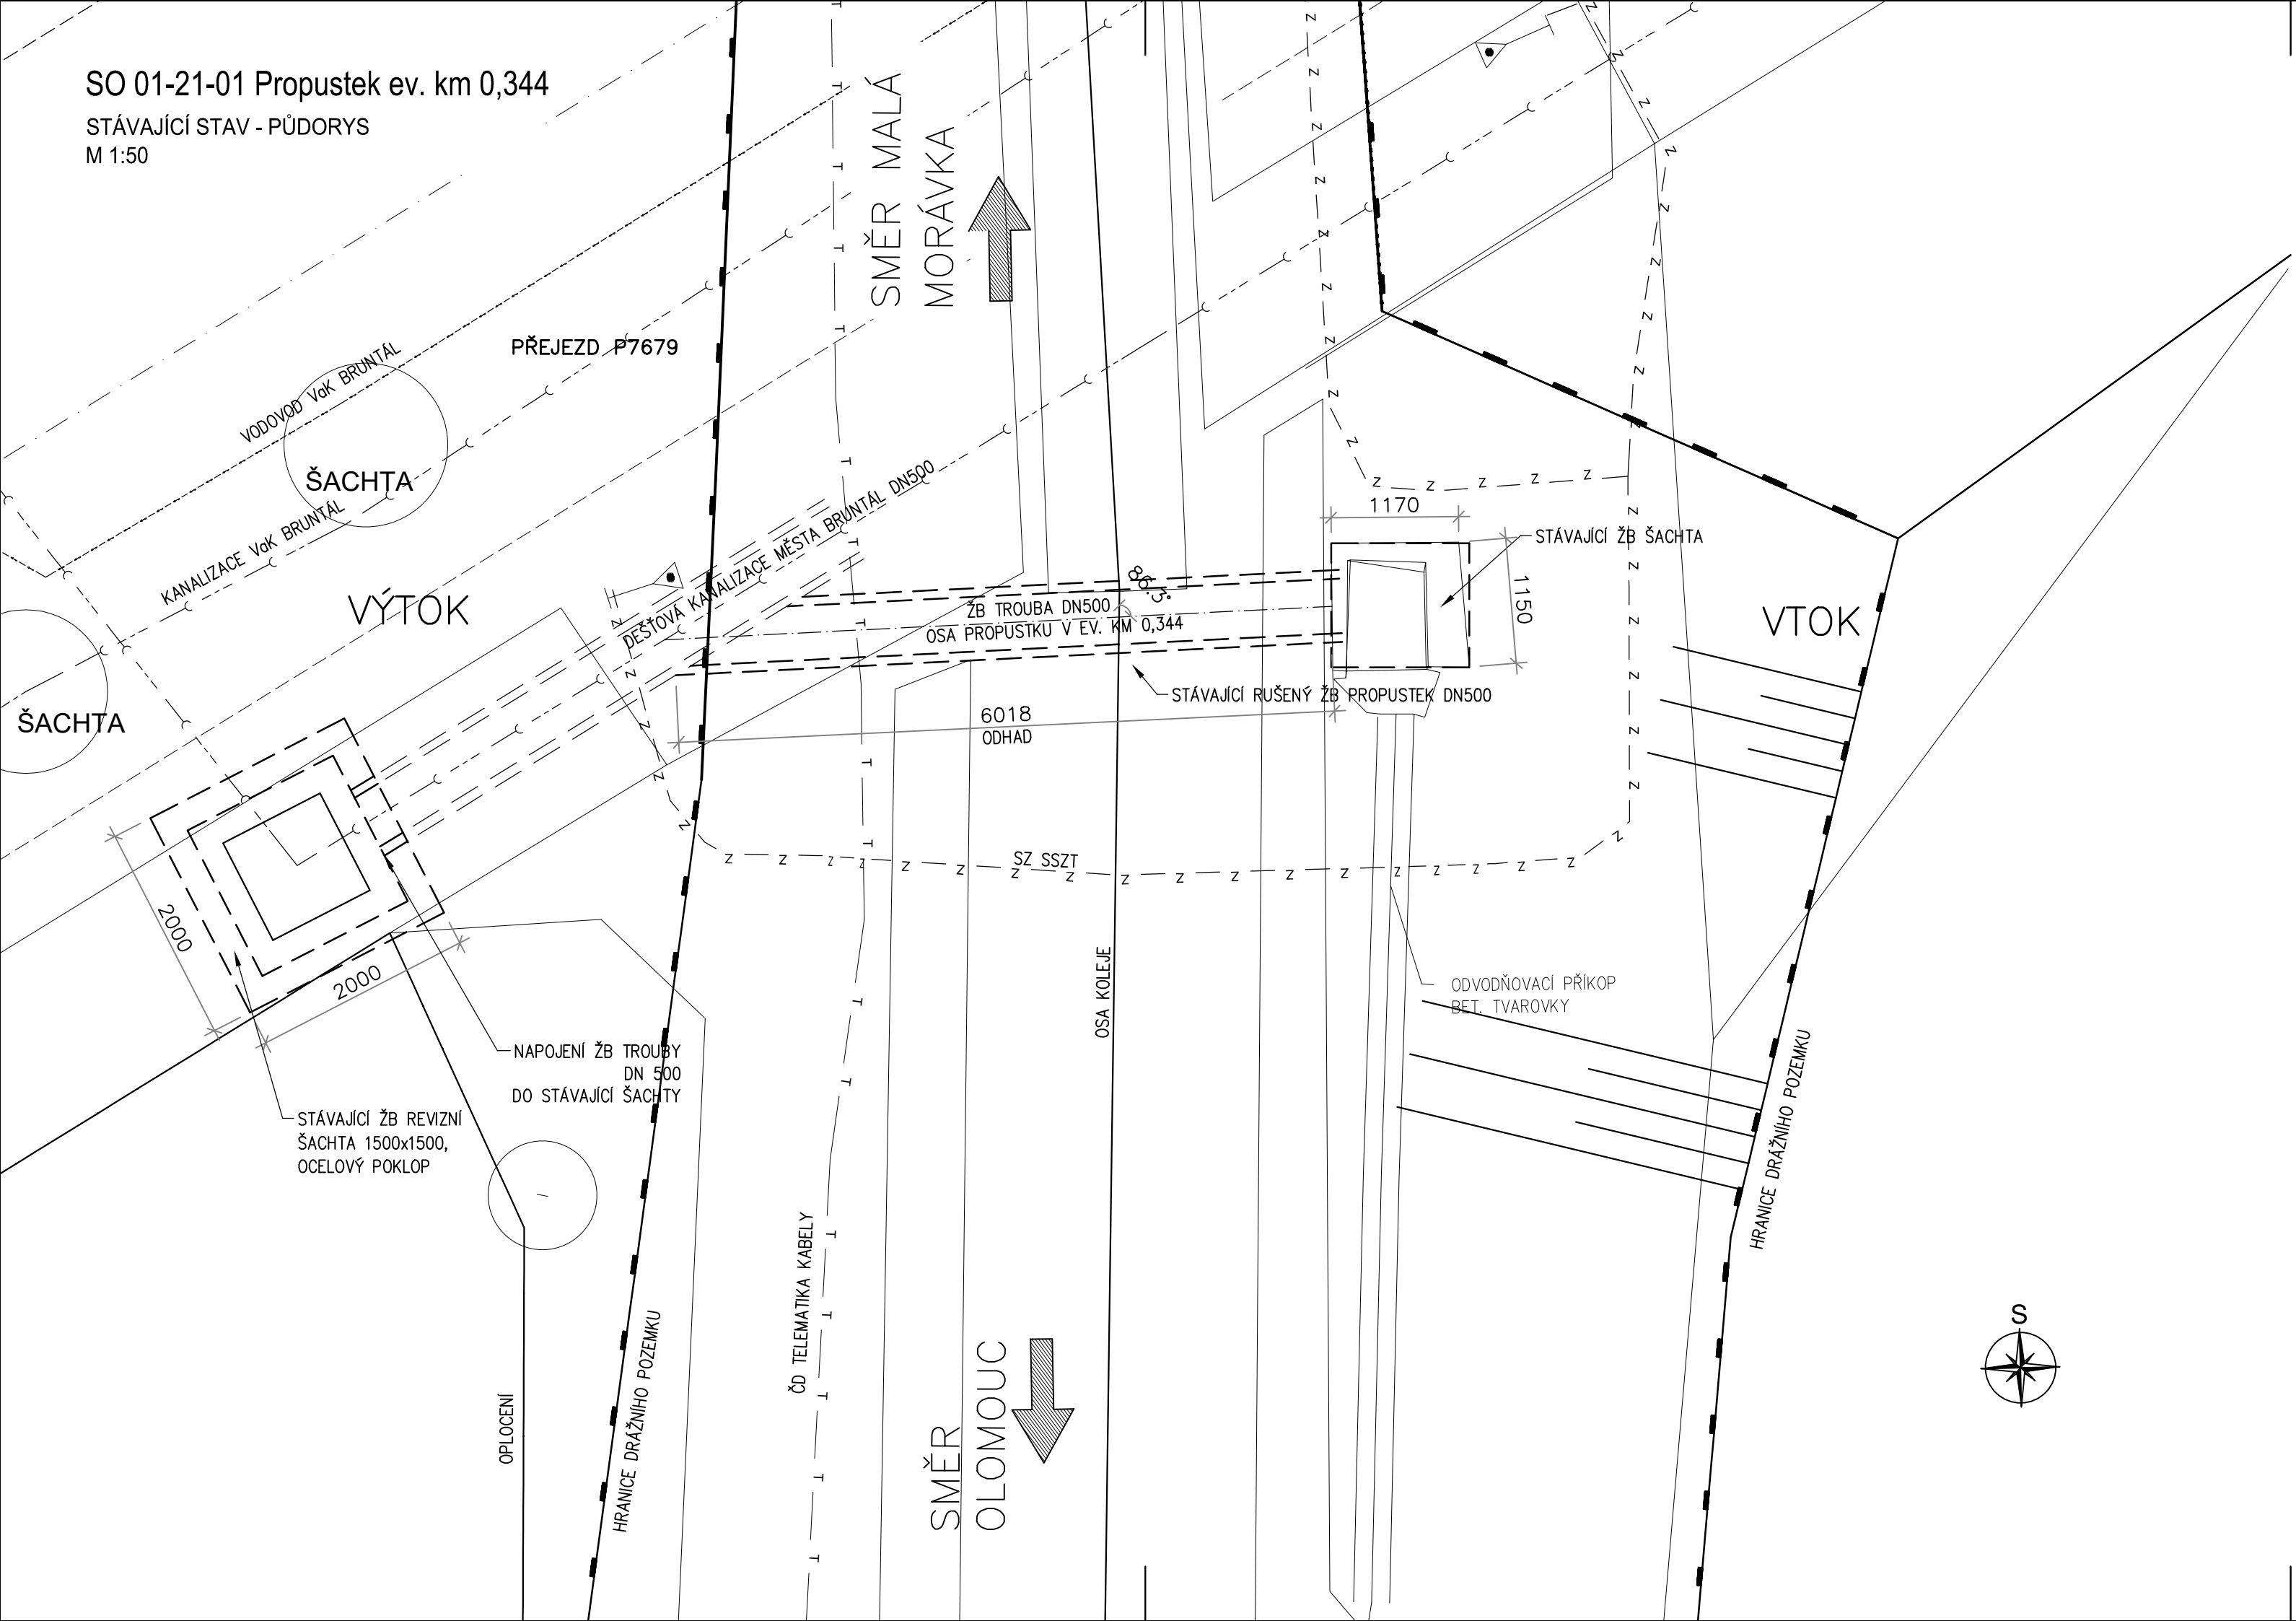 SO 01-21-01 Propustek ev. km 0,344
STÁVAJÍCÍ STAV - PŮDORYS
M 1:50
SMĚR MALÁ
MORÁVKA
PŘEJEZD P7679
VODOVOD VaK BRUNTÁL
ŠACHTA
KANALIZACE VaK BRUNTÁL
VÝTOK
DEŠŤOVÁ KANALIZACE MĚSTA BRUNTÁL DN500
ŠACHTA
86.5°
ŽB TROUBA DN500
OSA PROPUSTKU V EV. KM 0,344
1170
STÁVAJÍCÍ ŽB ŠACHTA
1150
VTOK
STÁVAJÍCÍ RUŠENÝ ŽB PROPUSTEK DN500
6018
ODHAD
SZ SSZT
2000
2000
OSA KOLEJE
ODVODŇOVACÍ PŘÍKOP
BET. TVAROVKY
NAPOJENÍ ŽB TROUBY
DN 500
DO STÁVAJÍCÍ ŠACHTY
STÁVAJÍCÍ ŽB REVIZNÍ
ŠACHTA 1500x1500,
OCELOVÝ POKLOP
HRANICE DRÁŽNÍHO POZEMKU
ČD TELEMATIKA KABELY
HRANICE DRÁŽNÍHO POZEMKU
OPLOCENÍ
SMĚR
OLOMOUC
S